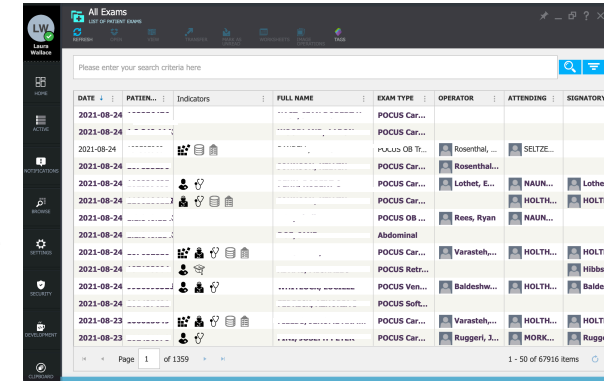 All Exams
LIST OF PATIENT EXAMS
LW
Laura
Wallace
REFRESH OPEN VIEW TRANSFER WORKSHEETS TAGS
Please enter your search criteria here
HOME
ACTIVE
NOTIFICATIONS
BROWSE
SETTINGS
SECURITY
DEVELOPMENT
CLIPBOARD
DATE ↓ PATIEN... Indicators FULL NAME EXAM TYPE OPERATOR ATTENDING SIGNATORY
2021-08-24 POCUS Car...
2021-08-24 POCUS Car...
2021-08-24 POCUS OB Tr... Rosenthal, ... SELTZE...
2021-08-24 POCUS Car... Rosenthal...
2021-08-24 POCUS Car... Lothet, E... NAUN... Lothe
2021-08-24 POCUS Car... HOLTH... HOLT
2021-08-24 POCUS OB ... Rees, Ryan NAUN...
2021-08-24 Abdominal
2021-08-24 POCUS Car... Varasteh,... HOLTH... HOLT
2021-08-24 POCUS Retr... Hibbs
2021-08-24 POCUS Ven... Baldeshw... HOLTH... Balde
2021-08-24 POCUS Soft...
2021-08-23 POCUS Car... Varasteh,... HOLTH... HOLT
2021-08-23 POCUS Car... Ruggeri, J... MORK... Rugge
Page 1 of 1359 1 - 50 of 67916 items